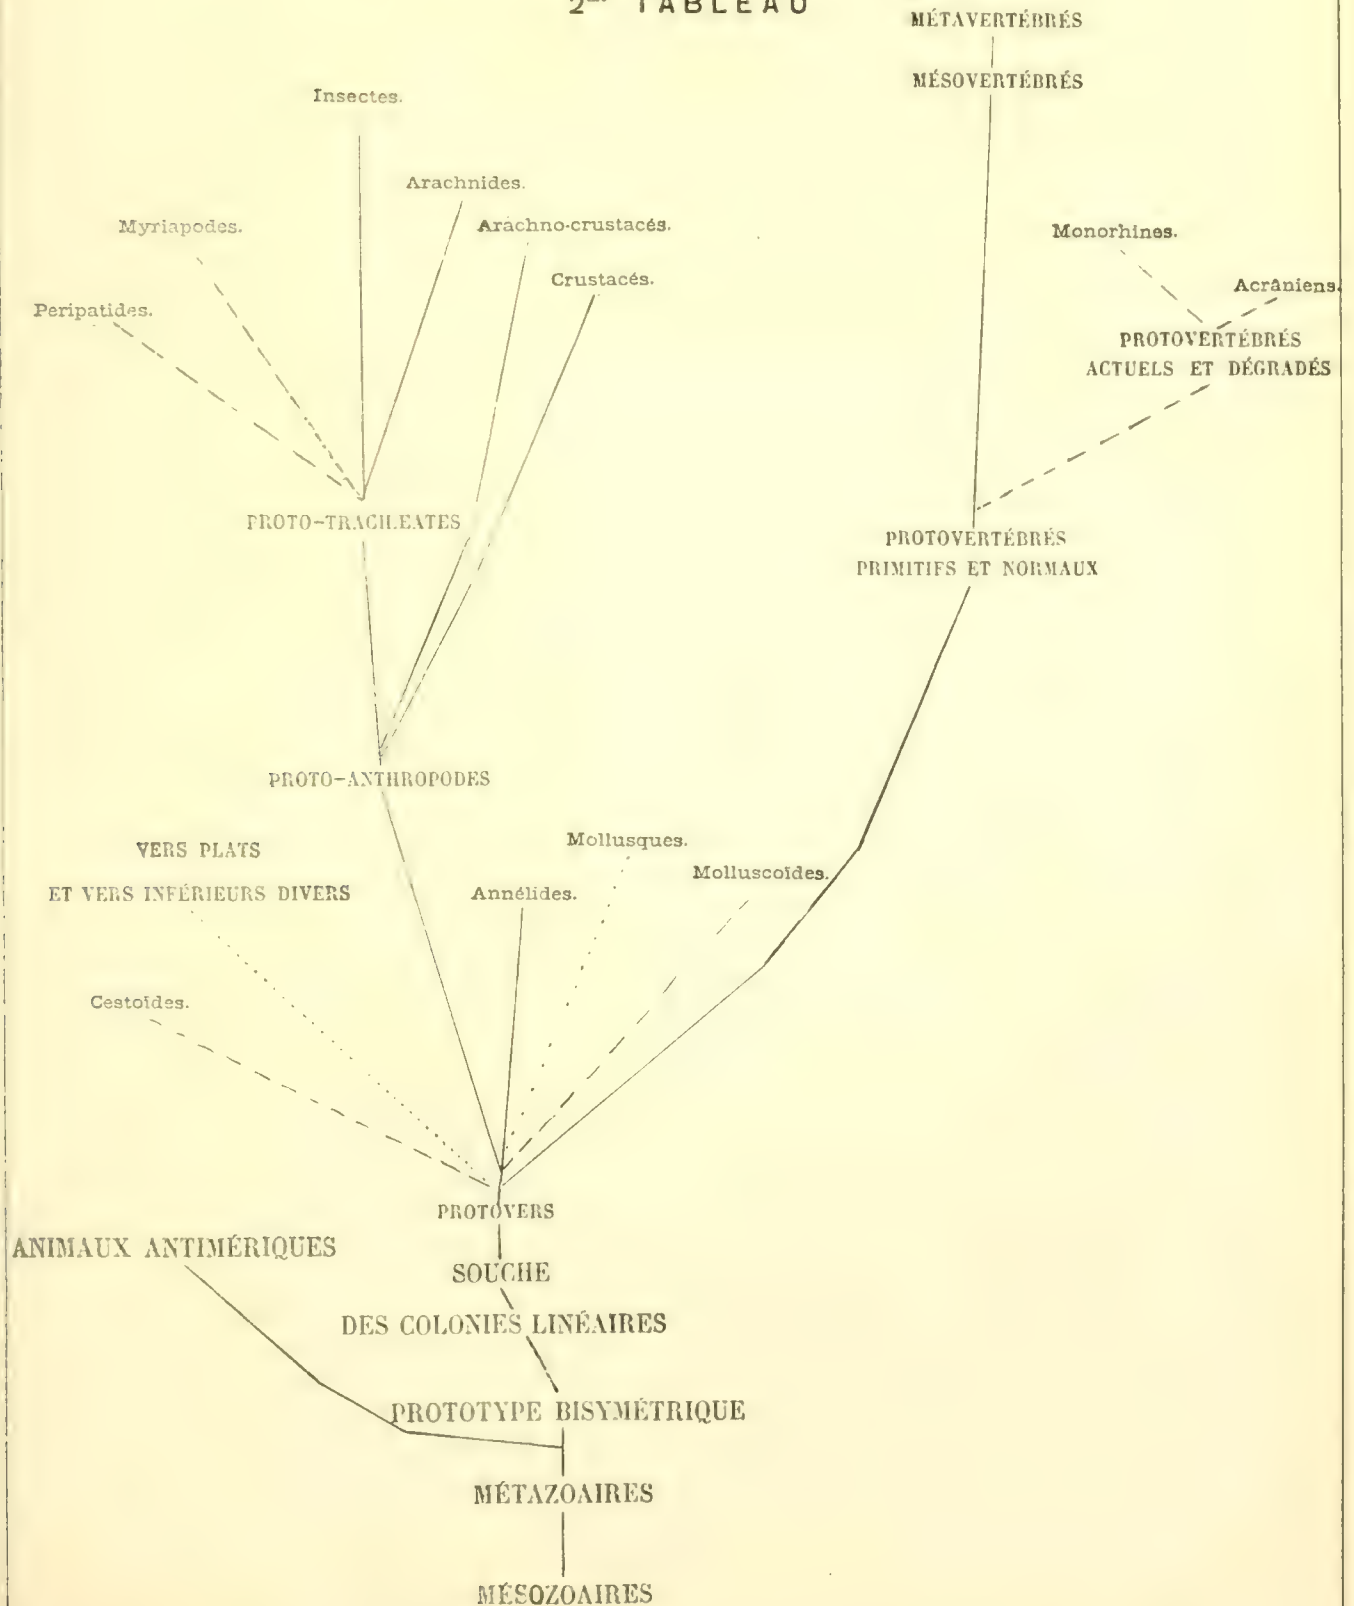 2me TABLEAU
MÉTAVERTÉBRÉS
MÉSOVERTÉBRÉS
Insectes.
Arachnides.
Myriapodes.
Arachno-crustacés.
Monorhines.
Crustacés.
Acrâniens.
Peripatides.
PROTOVERTÉBRÉS
ACTUELS ET DÉGRADÉS
PROTO-TRACHEATES
PROTOVERTÉBRÉS
PRIMITIFS ET NORMAUX
PROTO-ANTHROPODES
VERS PLATS
ET VERS INFÉRIEURS DIVERS
Mollusques.
Molluscoïdes.
Annélides.
Cestoïdes.
PROTOVERS
ANIMAUX ANTIMÉRIQUES
SOUCHE
DES COLONIES LINÉAIRES
PROTOTYPE BISYMÉTRIQUE
MÉTAZOAIRES
MÉSOZOAIRES